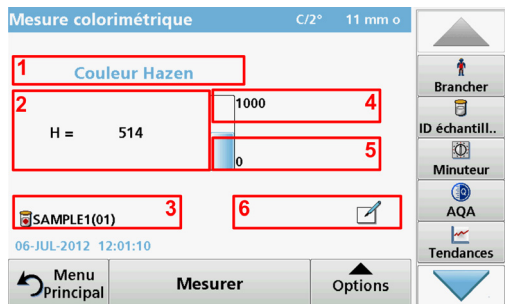 Mesure colorimétrique C/2° 11 mm o
1 Couleur Hazen
2
H = 514
1000 4
0 5
SAMPLE1(01) 3
6
06-JUL-2012 12:01:10
Menu Principal
Mesurer
Options
Brancher
ID échantill..
Minuteur
AQA
Tendances